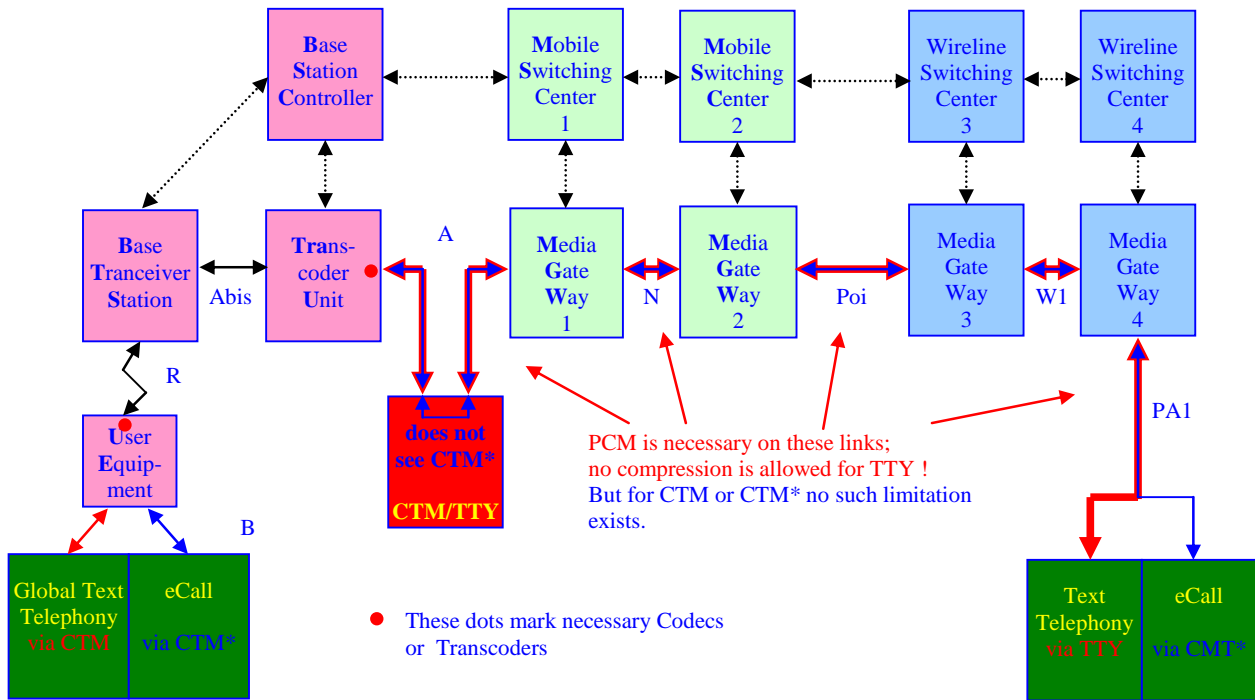 Base
Station
Controller
Mobile
Switching
Center
1
Mobile
Switching
Center
2
Wireline
Switching
Center
3
Wireline
Switching
Center
4
Base
Tranceiver
Station
Abis
Trans-
coder
Unit
A
Media
Gate
Way
1
N
Media
Gate
Way
2
Poi
Media
Gate
Way
3
W1
Media
Gate
Way
4
R
PA1
User
Equip-
ment
does not
see CTM*
CTM/TTY
PCM is necessary on these links;
no compression is allowed for TTY !
But for CTM or CTM* no such limitation
exists.
B
Global Text
Telephony
via CTM
eCall
via CTM*
These dots mark necessary Codecs
or Transcoders
Text
Telephony
via TTY
eCall
via CMT*